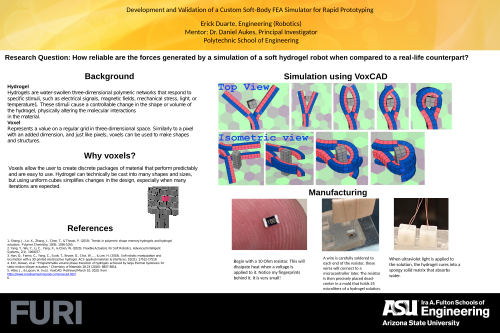 Development and Validation of a Custom Soft-Body FEA Simulator for Rapid Prototyping
Erick Duarte, Engineering (Robotics)
Mentor: Dr. Daniel Aukes, Principal Investigator
Polytechnic School of Engineering
Research Question: How reliable are the forces generated by a simulation of a soft hydrogel robot when compared to a real-life counterpart?
Background
Hydrogel
Hydrogels are water-swollen three-dimensional polymeric networks that respond to
specific stimuli, such as electrical signals, magnetic fields, mechanical stress, light, or
temperature). These stimuli cause a controllable change in the shape or volume of
the hydrogel, physically altering the molecular interactions
in the material.
Voxel
Represents a value on a regular grid in three-dimensional space. Similarly to a pixel
with an added dimension, and just like pixels, voxels can be used to make shapes
and structures.
Why voxels?
Voxels allow the user to create discrete packages of material that perform predictably
and are easy to use. Hydrogel can technically be cast into many shapes and sizes,
but using uniform cubes simplifies changes in the design, especially when many
iterations are expected.
References
Simulation using VoxCAD
Top View
Isometric view
Manufacturing
Begin with a 10 Ohm resistor. This will
dissipate heat when a voltage is
applied to it. Notice my fingerprints
behind it. It is very small!
A wire is carefully soldered to
each end of the resistor, these
wires will connect to a
microcontroller later. The resistor
is then precisely placed dead-
center in a mold that holds 15
microliters of a hydrogel solution.
When ultraviolet light is applied to
the solution, the hydrogel cures into a
spongy solid matrix that absorbs
water.
FURI
ASU Ira A. Fulton Schools of
Engineering
Arizona State University